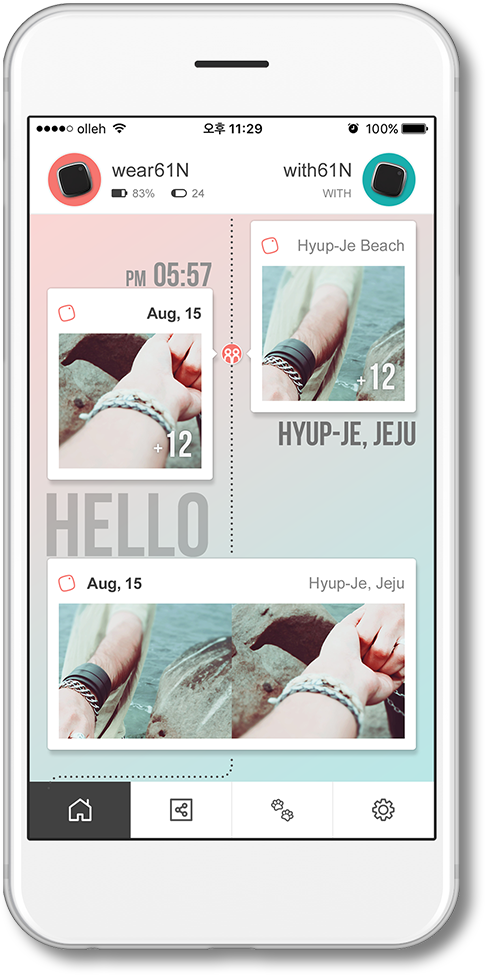 olleh 오후 11:29 100%
wear61N
83% 24
with61N
WITH
Hyup-Je Beach
PM 05:57
Aug, 15
+12
+12
HYUP-JE, JEJU
HELLO
Aug, 15 Hyup-Je, Jeju